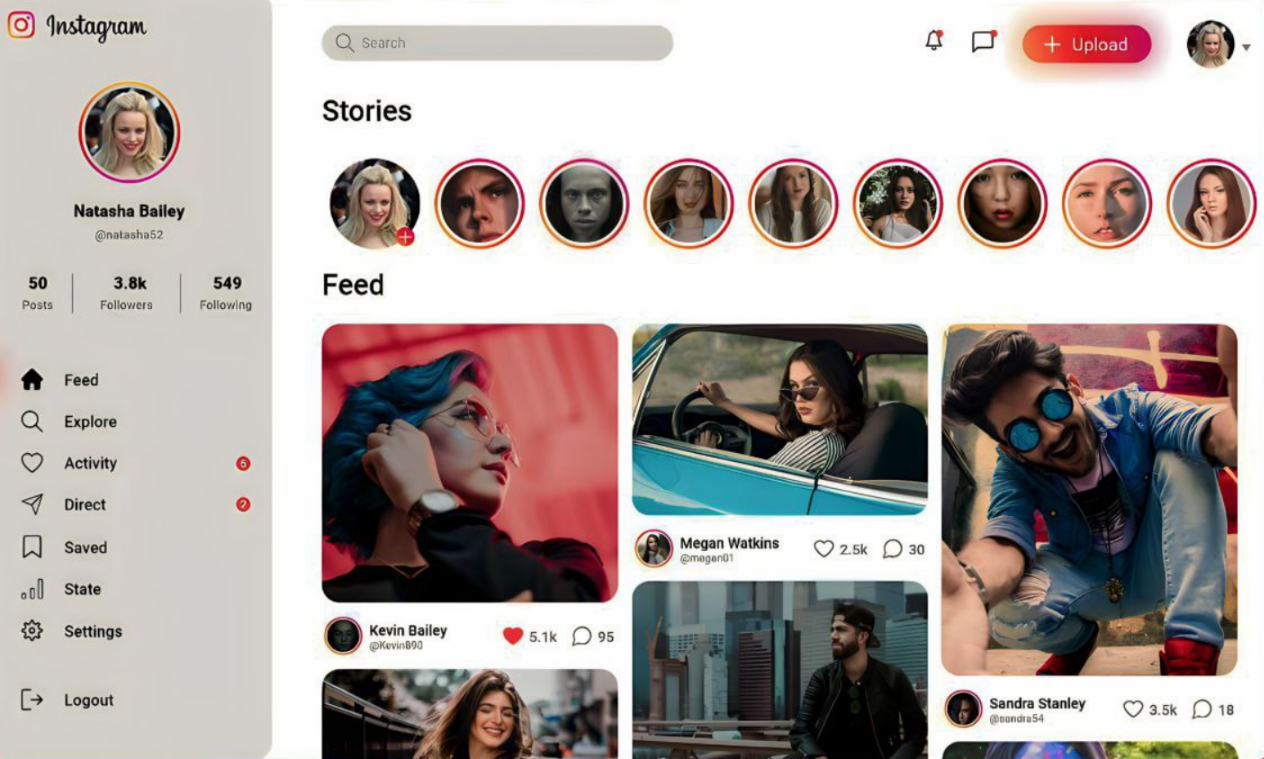 Instagram
Search
Upload
Natasha Bailey
@natasha52
50
Posts
3.8k
Followers
549
Following
Feed
Explore
Activity 5
Direct 2
Saved
State
Settings
Logout
Stories
Feed
Kevin Bailey
@Kevin890
5.1k 95
Megan Watkins
@megan01
2.5k 30
Sandra Stanley
@sandra54
3.5k 18